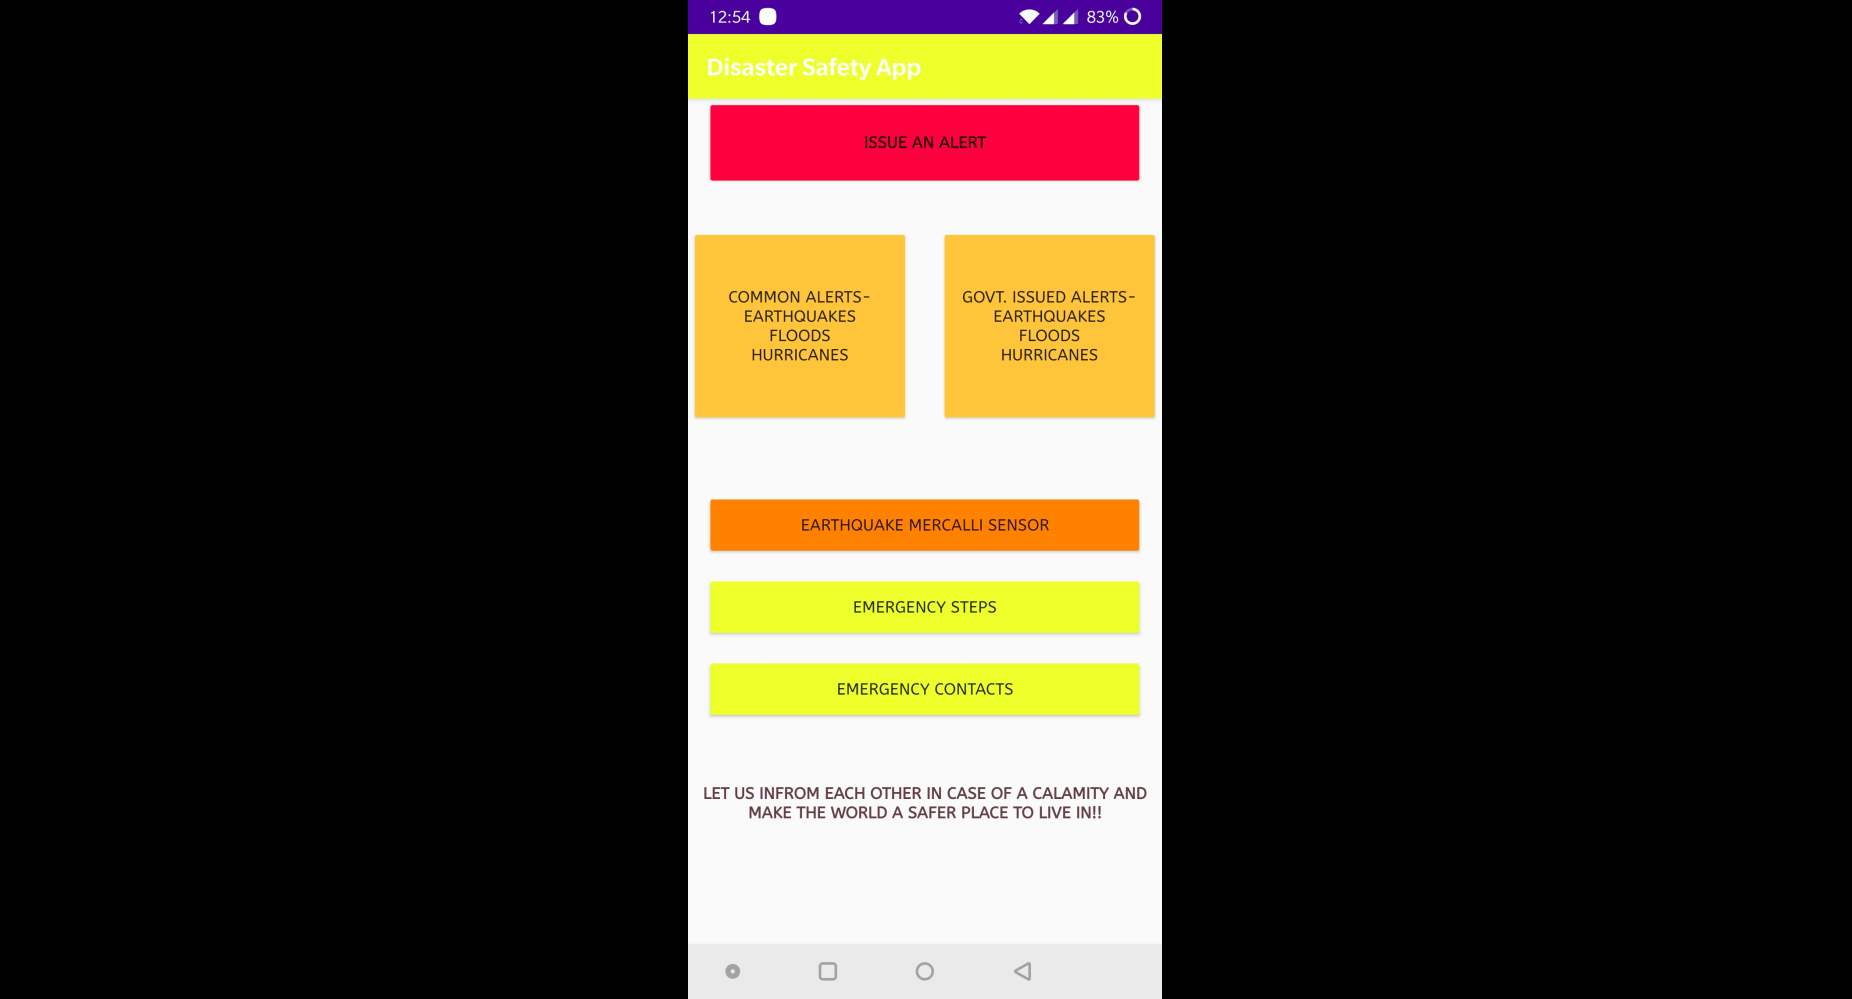 12:54
83%
Disaster Safety App
ISSUE AN ALERT
COMMON ALERTS-
EARTHQUAKES
FLOODS
HURRICANES
GOVT. ISSUED ALERTS-
EARTHQUAKES
FLOODS
HURRICANES
EARTHQUAKE MERCALLI SENSOR
EMERGENCY STEPS
EMERGENCY CONTACTS
LET US INFROM EACH OTHER IN CASE OF A CALAMITY AND
MAKE THE WORLD A SAFER PLACE TO LIVE IN!!